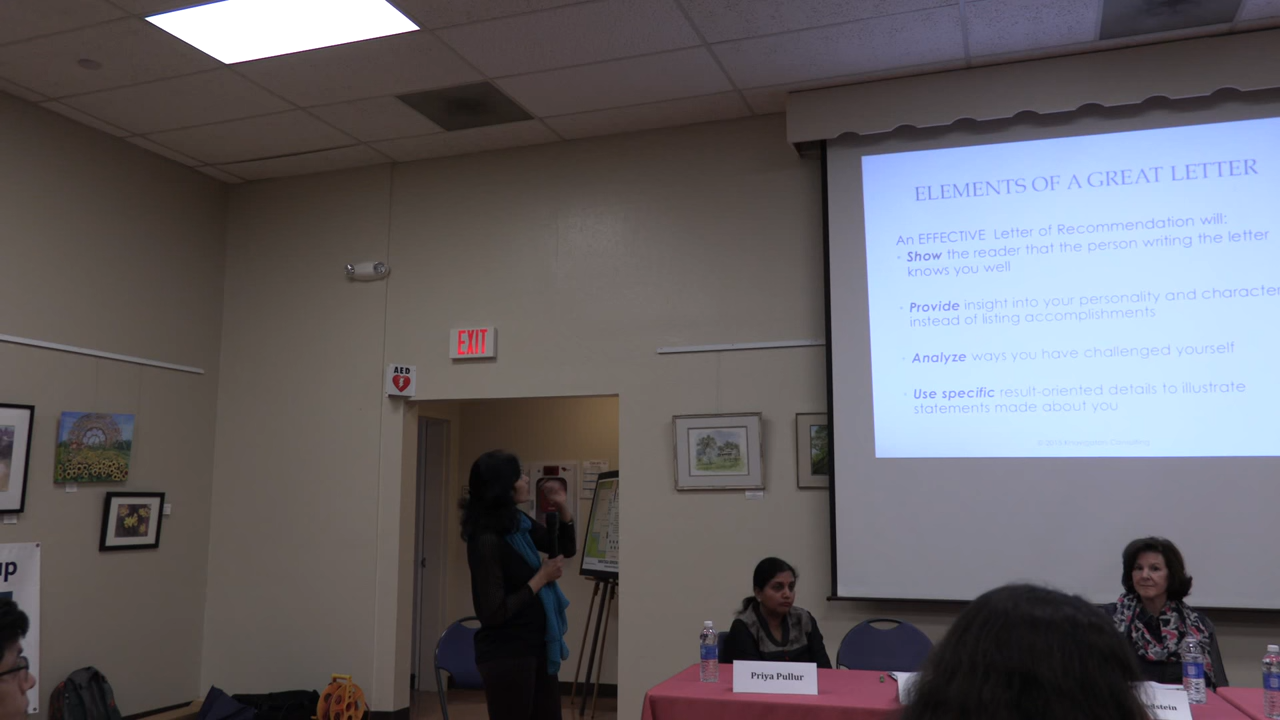 ELEMENTS OF A GREAT LETTER
An EFFECTIVE Letter of Recommendation will:
Show the reader that the person writing the letter
knows you well
Provide insight into your personality and character
instead of listing accomplishments
Analyze ways you have challenged yourself
Use specific result-oriented details to illustrate
statements made about you
EXIT
AED
up
Priya Pullur